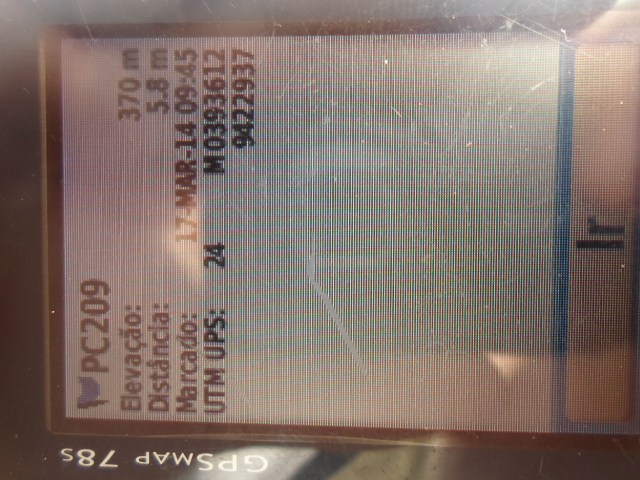 PC209
Elevação: 370 m
Distância: 5.8 m
Marcado: 17-MAR-14 09:45
UTM UPS: 24 M 0393612
9422937
Ir
GPSMAP 78s